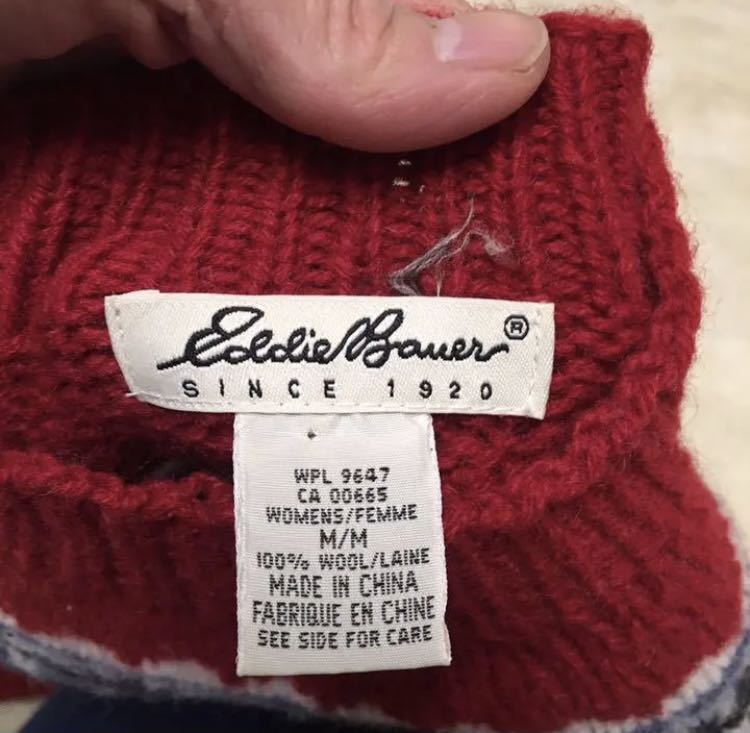 Eddie Bauer®
SINCE 1920
WPL 9647
CA 00665
WOMENS/FEMME
M/M
100% WOOL/LAINE
MADE IN CHINA
FABRIQUE EN CHINE
SEE SIDE FOR CARE